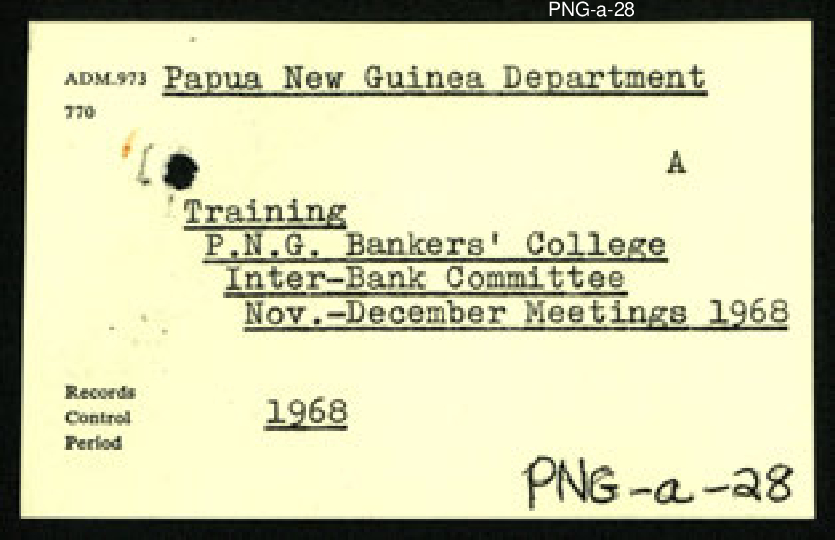 PNG-a-28
ADM.973 Papua New Guinea Department
770
A
Training
P.N.G. Bankers' College
Inter-Bank Committee
Nov.-December Meetings 1968
Records
Control 1968
Period
PNG-a-28